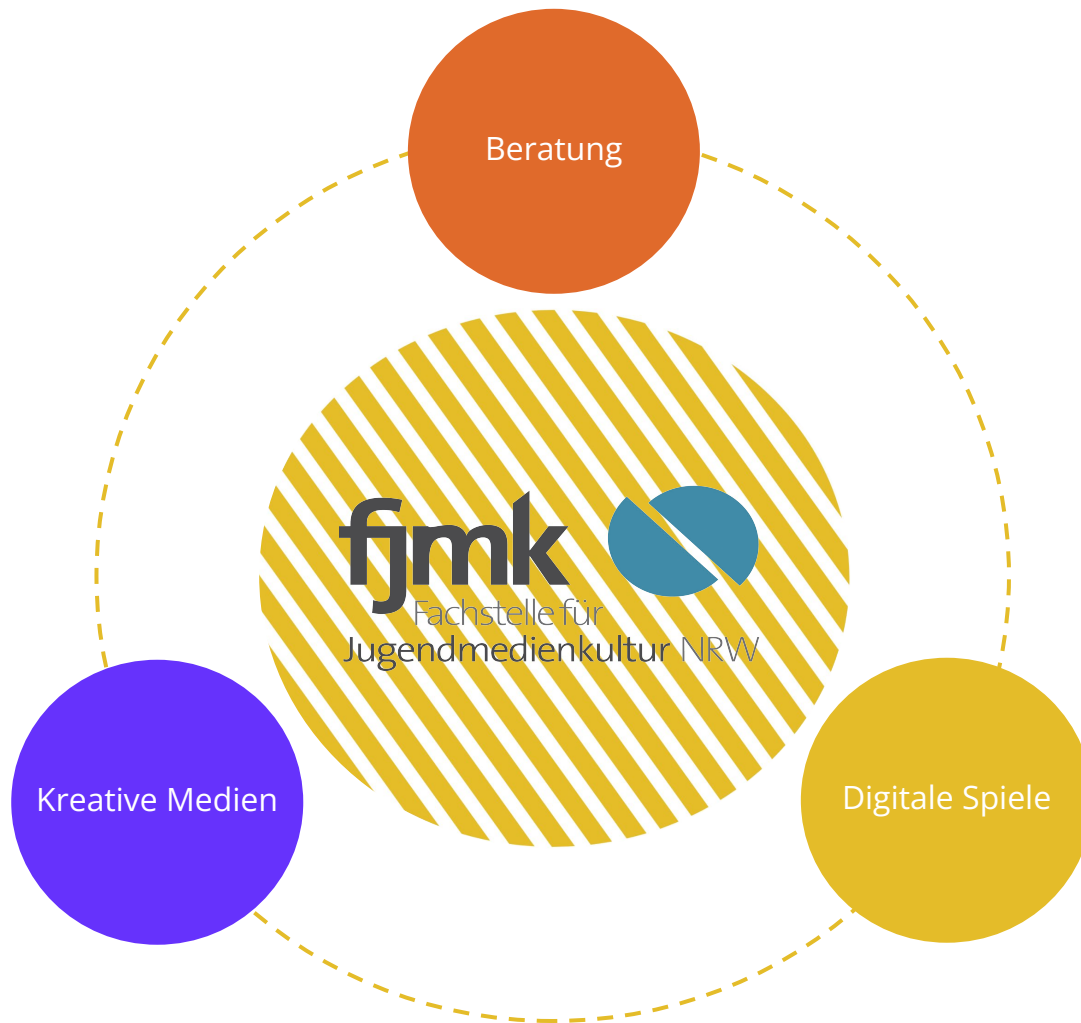 Beratung
fjmk
Fachstelle für
Jugendmedienkultur NRW
Kreative Medien
Digitale Spiele